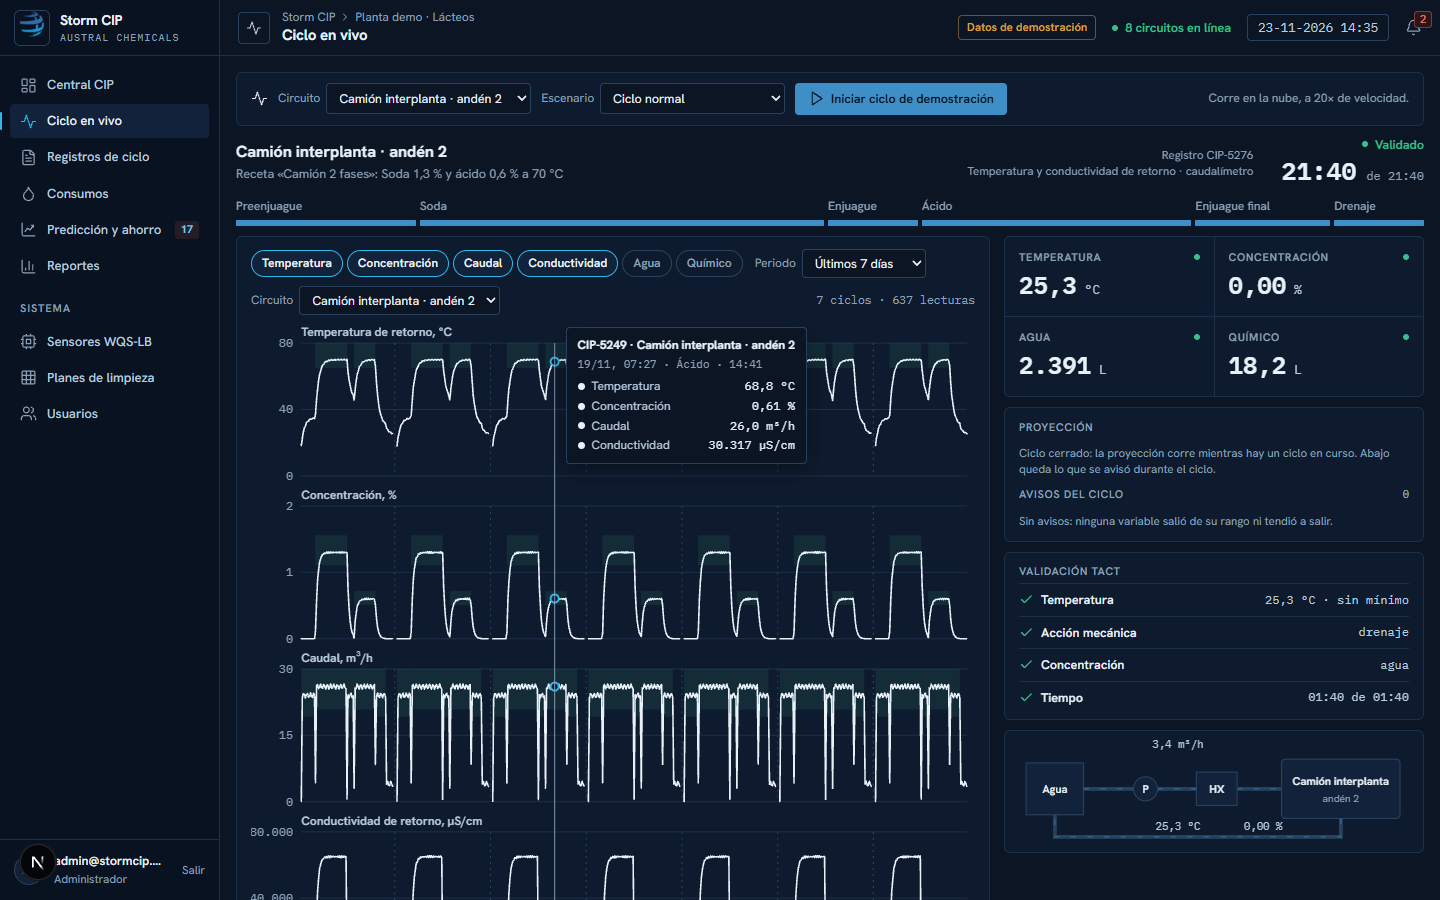 Storm CIP
AUSTRAL CHEMICALS
Storm CIP > Planta demo · Lácteos
Ciclo en vivo
Datos de demostración
8 circuitos en línea
23-11-2026 14:35
2
Central CIP
Ciclo en vivo
Registros de ciclo
Consumos
Predicción y ahorro 17
Reportes
SISTEMA
Sensores WQS-LB
Planes de limpieza
Usuarios
N
admin@stormcip....
Administrador
Salir
Circuito Camión interplanta · andén 2 Escenario Ciclo normal Iniciar ciclo de demostración Corre en la nube, a 20× de velocidad.
Camión interplanta · andén 2
Receta «Camión 2 fases»: Soda 1,3 % y ácido 0,6 % a 70 °C
Registro CIP-5276
Temperatura y conductividad de retorno · caudalímetro
Validado
21:40 de 21:40
Preenjuague Soda Enjuague Ácido Enjuague final Drenaje
Temperatura Concentración Caudal Conductividad Agua Químico Periodo Últimos 7 días
Circuito Camión interplanta · andén 2 7 ciclos · 637 lecturas
Temperatura de retorno, °C
80
40
0
CIP-5249 · Camión interplanta · andén 2
19/11, 07:27 · Ácido · 14:41
Temperatura 68,8 °C
Concentración 0,61 %
Caudal 26,0 m³/h
Conductividad 30.317 µS/cm
Concentración, %
2
1
0
Caudal, m³/h
30
15
0
Conductividad de retorno, µS/cm
80.000
40.000
TEMPERATURA
25,3 °C
CONCENTRACIÓN
0,00 %
AGUA
2.391 L
QUÍMICO
18,2 L
PROYECCIÓN
Ciclo cerrado: la proyección corre mientras hay un ciclo en curso. Abajo
queda lo que se avisó durante el ciclo.
AVISOS DEL CICLO 0
Sin avisos: ninguna variable salió de su rango ni tendió a salir.
VALIDACIÓN TACT
Temperatura 25,3 °C · sin mínimo
Acción mecánica drenaje
Concentración agua
Tiempo 01:40 de 01:40
3,4 m³/h
Agua
P
HX
Camión interplanta
andén 2
25,3 °C
0,00 %